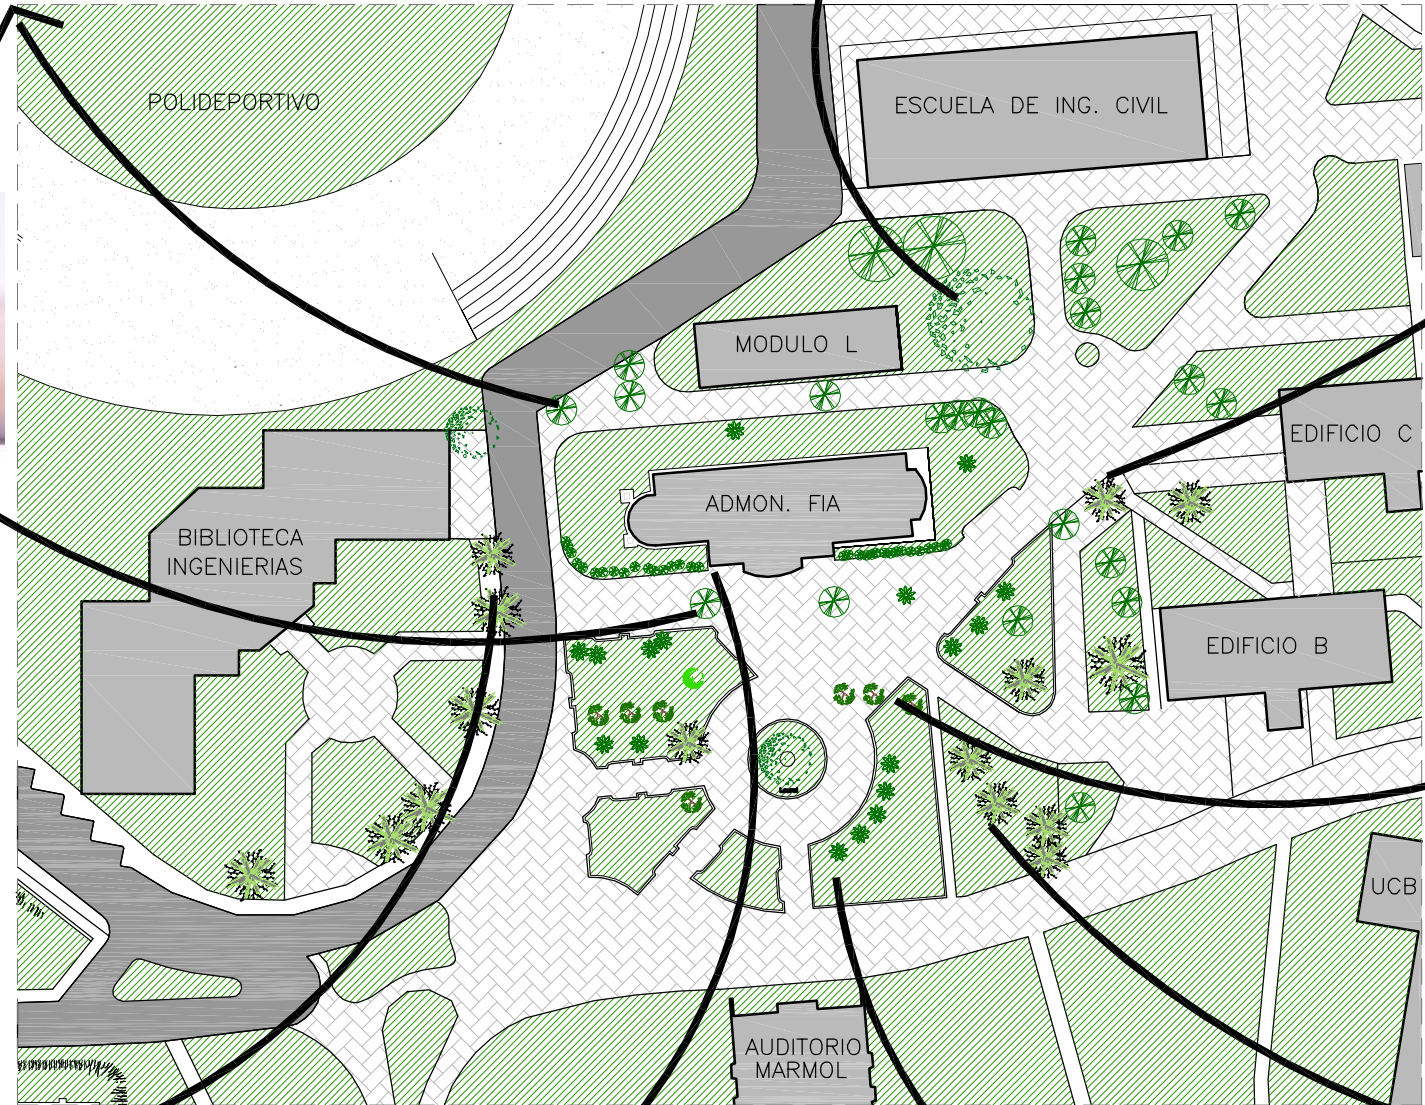 POLIDEPORTIVO
ESCUELA DE ING. CIVIL
MODULO L
EDIFICIO C
ADMON. FIA
BIBLIOTECA
INGENIERIAS
EDIFICIO B
UCB
AUDITORIO
MARMOL